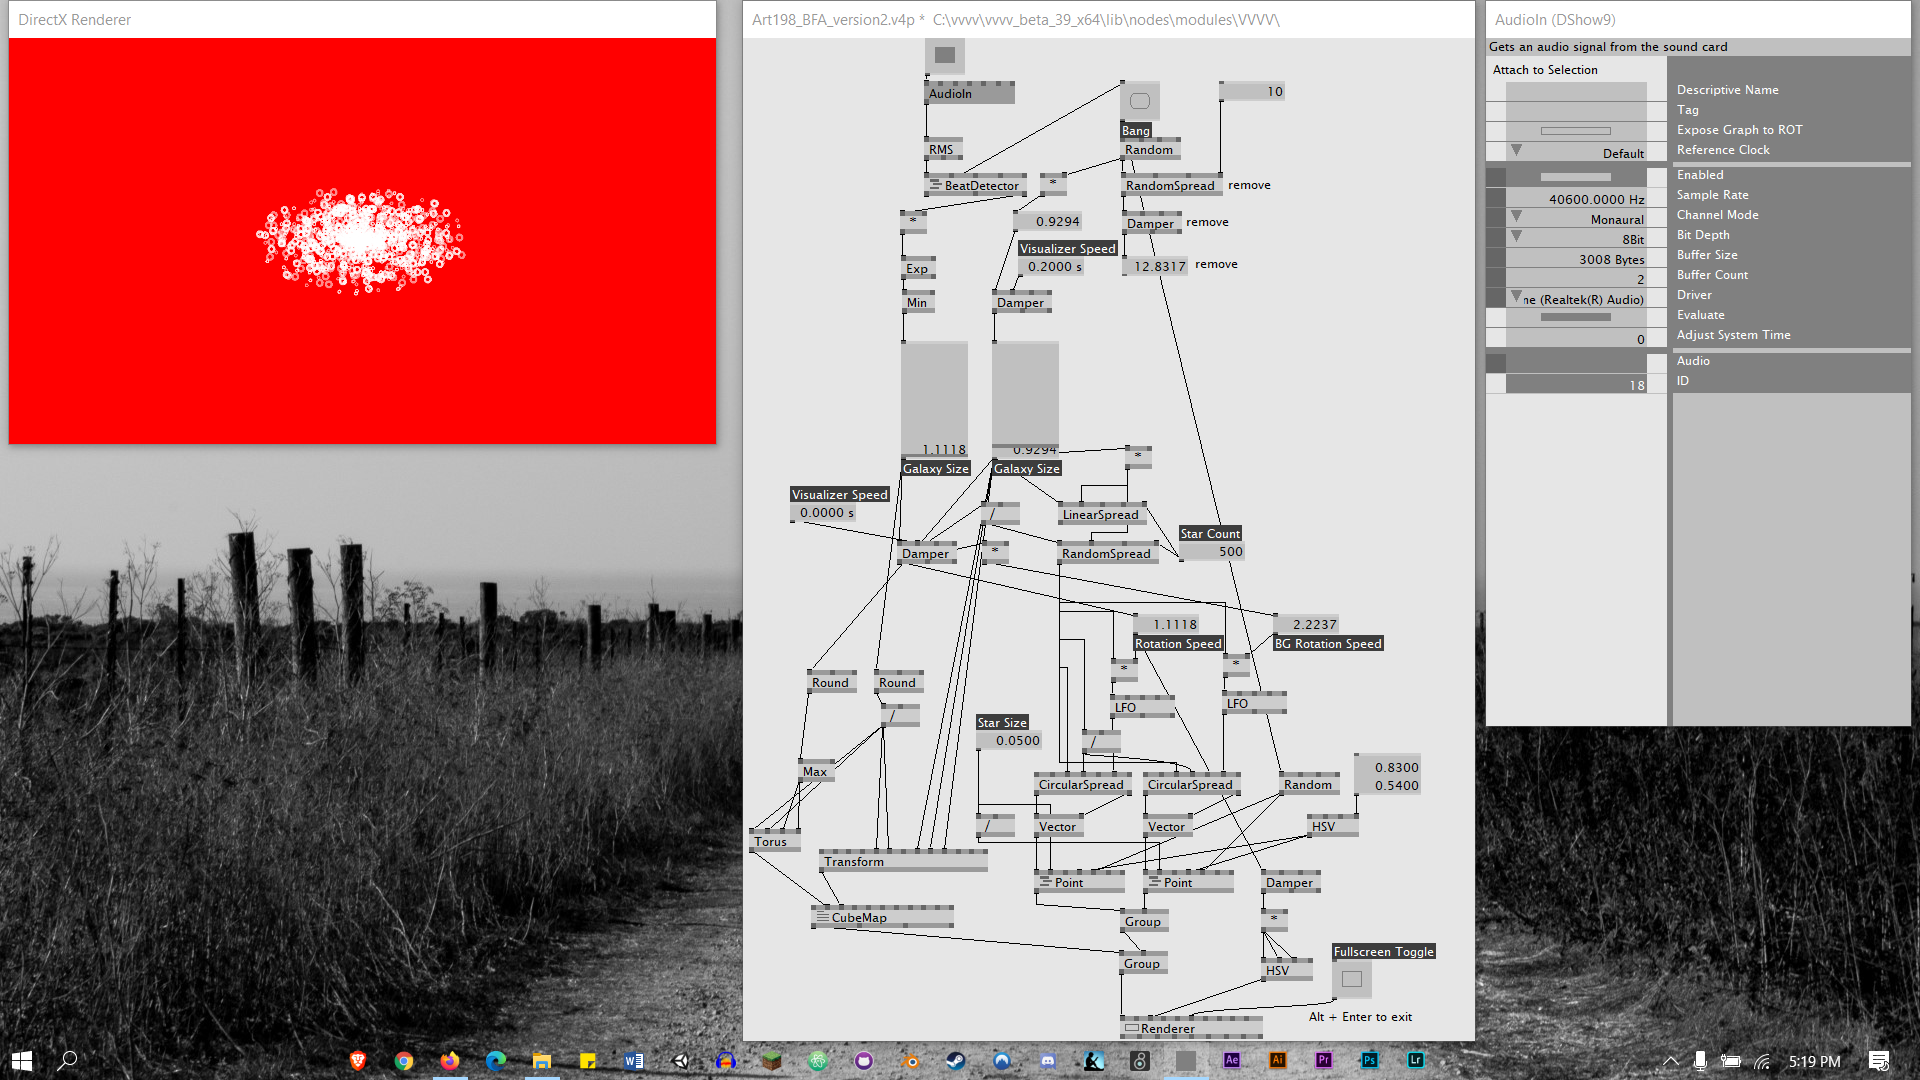 DirectX Renderer
Art198_BFA_version2.v4p * C:\vvvv\vvvv_beta_39_x64\lib\nodes\modules\VVVV\
AudioIn
10
Bang
RMS
Random
BeatDetector
*
RandomSpread
remove
*
0.9294
Damper
remove
Visualizer Speed
0.2000 s
12.8317
remove
Exp
Min
Damper
1.1118
0.9294
*
Galaxy Size
Galaxy Size
Visualizer Speed
0.0000 s
/
LinearSpread
Star Count
500
Damper
*
RandomSpread
1.1118
2.2237
Rotation Speed
BG Rotation Speed
*
*
Round
Round
LFO
LFO
/
Star Size
0.0500
/
Max
CircularSpread
CircularSpread
Random
0.8300
0.5400
/
Vector
Vector
HSV
Torus
Transform
Point
Point
Damper
CubeMap
Group
*
Group
HSV
Fullscreen Toggle
Alt + Enter to exit
Renderer
AudioIn (DShow9)
Gets an audio signal from the sound card
Attach to Selection
Descriptive Name
Tag
Expose Graph to ROT
Default
Reference Clock
Enabled
40600.0000 Hz
Sample Rate
Monaural
Channel Mode
8Bit
Bit Depth
3008 Bytes
Buffer Size
2
Buffer Count
ne (Realtek(R) Audio)
Driver
Evaluate
0
Adjust System Time
Audio
18
ID
W
Ae
Ai
Pr
Ps
Lr
5:19 PM